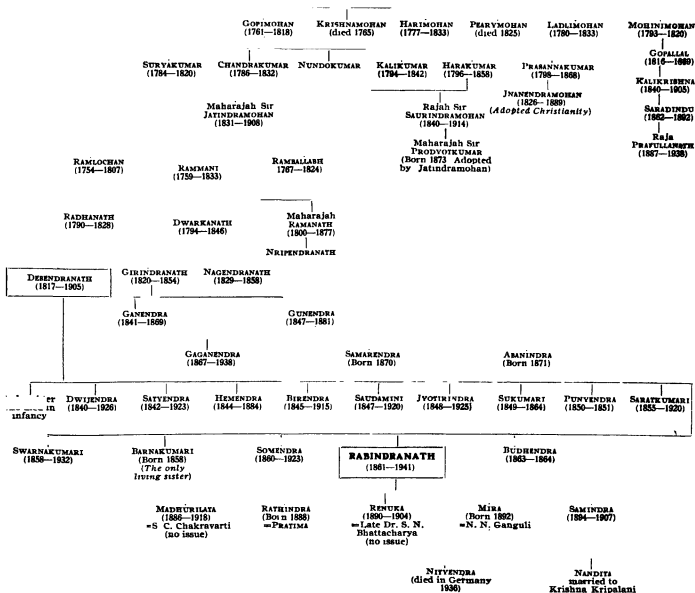 GOPIMOHAN KRISHNAMOHAN HARIMOHAN PEARYMOHAN LADLIMOHAN MOHINIMOHAN
(1761—1818) (died 1765) (1777—1833) (died 1825) (1780—1833) (1793—1820)
GOPALLAL
(1816—1869)
SURYAKUMAR CHANDRAKUMAR NUNDOKUMAR KALIKUMAR HARAKUMAR PRASANNAKUMAR
(1784—1820) (1786—1832) (1794—1842) (1796—1858) (1798—1868)
KALIKRISHNA
(1840—1905)
JNANENDRAMOHAN
(1826—1889)
(Adopted Christianity)
Maharajah Sir
JATINDRAMOHAN
(1831—1908)
Rajah Sir
SAURINDRAMOHAN
(1840—1914)
SARADINDU
(1862—1892)
Maharajah Sir
PRODYOTKUMAR
(Born 1873 Adopted
by Jatindramohan)
Raja
PRAFULLANATH
(1887—1938)
RAMLOCHAN RAMMANI RAMBALLABH
(1754—1807) (1759—1833) 1767—1824)
RADHANATH DWARKANATH Maharajah
(1790—1828) (1794—1846) RAMANATH
(1800—1877)
NRIPENDRANATH
DEBENDRANATH GIRINDRANATH NAGENDRANATH
(1817—1905) (1820—1854) (1829—1858)
GANENDRA GUNENDRA
(1841—1869) (1847—1881)
GAGANENDRA SAMARENDRA ABANINDRA
(1867—1938) (Born 1870) (Born 1871)
er DWIJENDRA SATYENDRA HEMENDRA BIRENDRA SAUDAMINI JYOTIRINDRA SUKUMARI PUNYENDRA SARATKUMARI
in (1840—1926) (1842—1923) (1844—1884) (1845—1915) (1847—1920) (1848—1925) (1849—1864) (1850—1851) (1855—1920)
infancy
SWARNAKUMARI BARNAKUMARI SOMENDRA RABINDRANATH BUDHENDRA
(1858—1932) (Born 1858) (1860—1923) (1861—1941) (1863—1864)
(The only
living sister)
MADHURILATA RATHINDRA RENUKA MIRA SAMINDRA
(1886—1918) (Born 1888) (1890—1904) (Born 1892) (1894—1907)
=S C. Chakravarti =PRATIMA =Late Dr. S. N. =N. N. Ganguli
(no issue) Bhattacharya
(no issue)
NITYENDRA NANDITA
(died in Germany married to
1936) Krishna Kripalani